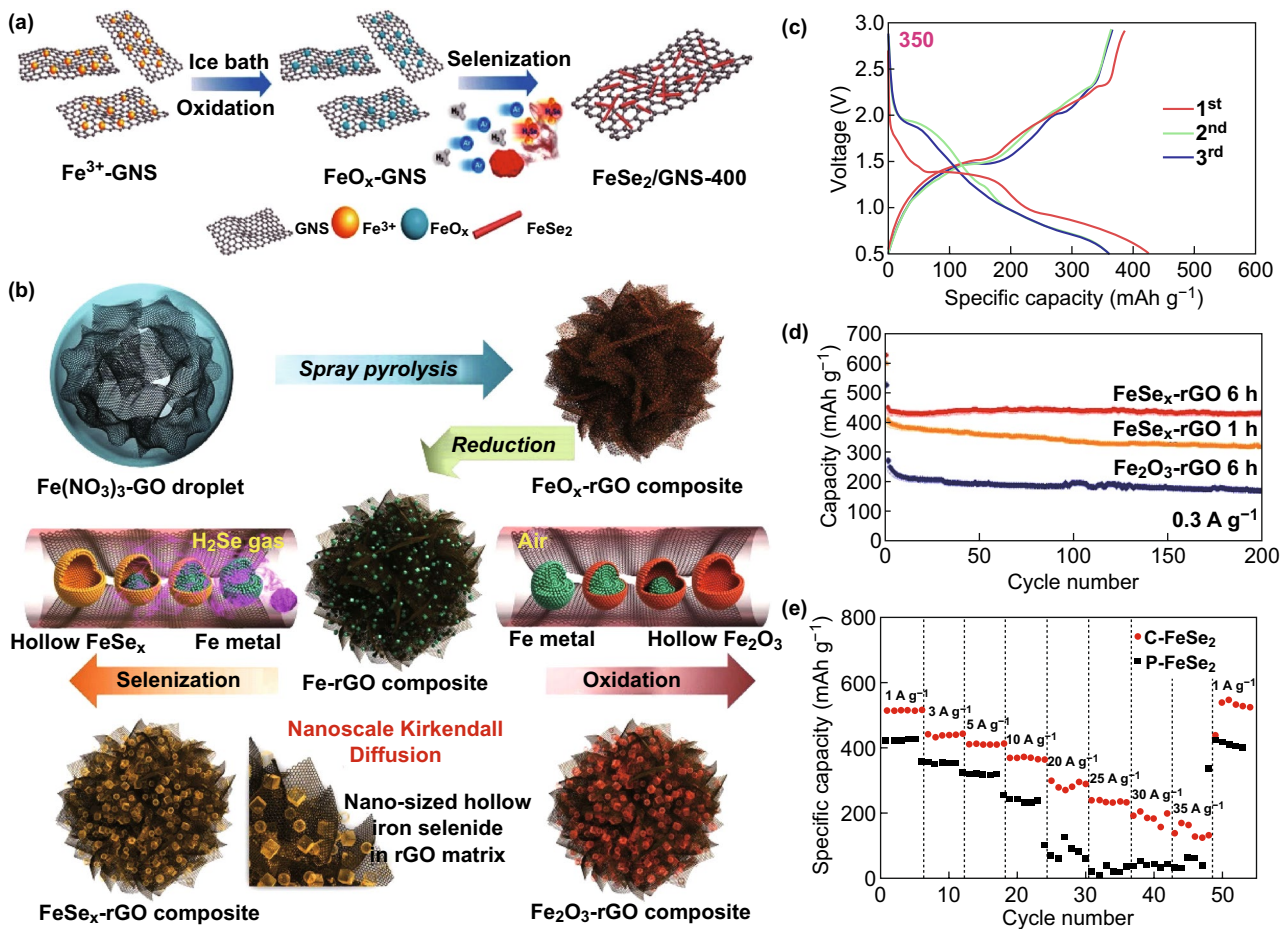 (a)
Ice bath
Oxidation
Selenization
H₂
Ar
H₂Se
Fe³⁺-GNS
FeOₓ-GNS
FeSe₂/GNS-400
GNS
Fe³⁺
FeOₓ
FeSe₂
(b)
Spray pyrolysis
Reduction
Fe(NO₃)₃-GO droplet
FeOₓ-rGO composite
H₂Se gas
Air
Hollow FeSeₓ
Fe metal
Fe metal
Hollow Fe₂O₃
Selenization
Fe-rGO composite
Oxidation
Nanoscale Kirkendall
Diffusion
Nano-sized hollow
iron selenide
in rGO matrix
FeSeₓ-rGO composite
Fe₂O₃-rGO composite
(c)
350
3.0
2.5
2.0
1.5
1.0
0.5
Voltage (V)
1st
2nd
3rd
0
100
200
300
400
500
600
Specific capacity (mAh g⁻¹)
(d)
700
600
500
400
300
200
100
0
Capacity (mAh g⁻¹)
FeSeₓ-rGO 6 h
FeSeₓ-rGO 1 h
Fe₂O₃-rGO 6 h
0.3 A g⁻¹
50
100
150
200
Cycle number
(e)
800
600
400
200
0
Specific capacity (mAh g⁻¹)
C-FeSe₂
P-FeSe₂
1 A g⁻¹
3 A g⁻¹
5 A g⁻¹
10 A g⁻¹
20 A g⁻¹
25 A g⁻¹
30 A g⁻¹
35 A g⁻¹
1 A g⁻¹
0
10
20
30
40
50
Cycle number